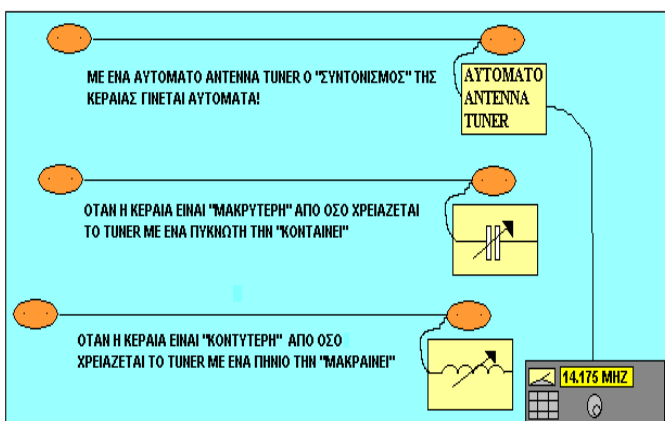 ΜΕ ΕΝΑ ΑΥΤΟΜΑΤΟ ANTENNA TUNER Ο "ΣΥΝΤΟΝΙΣΜΟΣ" ΤΗΣ
ΚΕΡΑΙΑΣ ΓΙΝΕΤΑΙ ΑΥΤΟΜΑΤΑ!
ΑΥΤΟΜΑΤΟ
ANTENNA
TUNER
ΟΤΑΝ Η ΚΕΡΑΙΑ ΕΙΝΑΙ "ΜΑΚΡΥΤΕΡΗ" ΑΠΟ ΟΣΟ ΧΡΕΙΑΖΕΤΑΙ
ΤΟ TUNER ΜΕ ΕΝΑ ΠΥΚΝΩΤΗ ΤΗΝ "ΚΟΝΤΑΙΝΕΙ"
ΟΤΑΝ Η ΚΕΡΑΙΑ ΕΙΝΑΙ "ΚΟΝΤΥΤΕΡΗ" ΑΠΟ ΟΣΟ
ΧΡΕΙΑΖΕΤΑΙ ΤΟ TUNER ΜΕ ΕΝΑ ΠΗΝΙΟ ΤΗΝ "ΜΑΚΡΑΙΝΕΙ"
14.175 MHZ